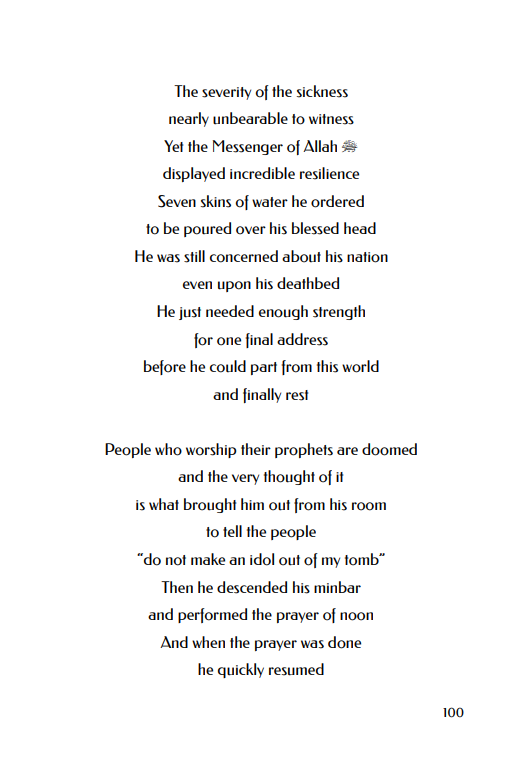 The severity of the sickness
nearly unbearable to witness
Yet the Messenger of Allah ﷺ
displayed incredible resilience
Seven skins of water he ordered
to be poured over his blessed head
He was still concerned about his nation
even upon his deathbed
He just needed enough strength
for one final address
before he could part from this world
and finally rest
People who worship their prophets are doomed
and the very thought of it
is what brought him out from his room
to tell the people
“do not make an idol out of my tomb”
Then he descended his minbar
and performed the prayer of noon
And when the prayer was done
he quickly resumed
100